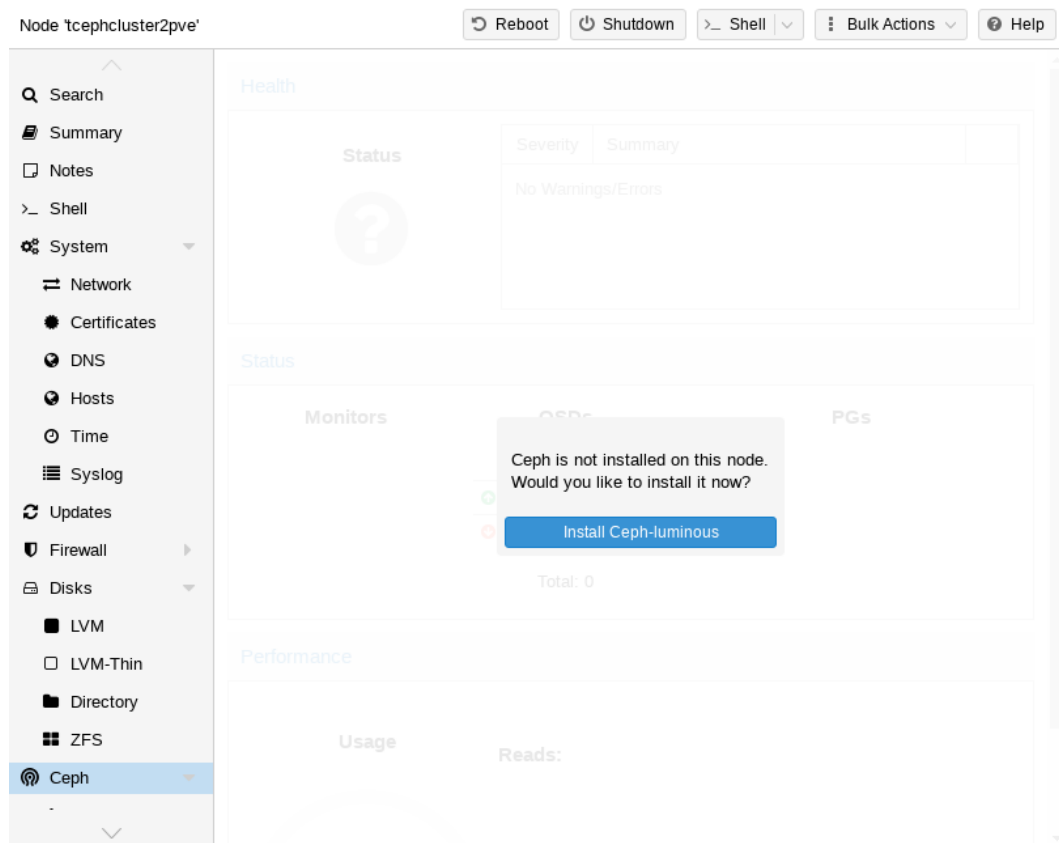 Node 'tcephcluster2pve'
Reboot
Shutdown
>_ Shell
Bulk Actions
Help
Search
Summary
Notes
>_ Shell
System
Network
Certificates
DNS
Hosts
Time
Syslog
Updates
Firewall
Disks
LVM
LVM-Thin
Directory
ZFS
Ceph
Health
Status
Severity Summary
No Warnings/Errors
Status
Monitors OSDs PGs
Ceph is not installed on this node.
Would you like to install it now?
Install Ceph-luminous
Total: 0
Performance
Usage
Reads: